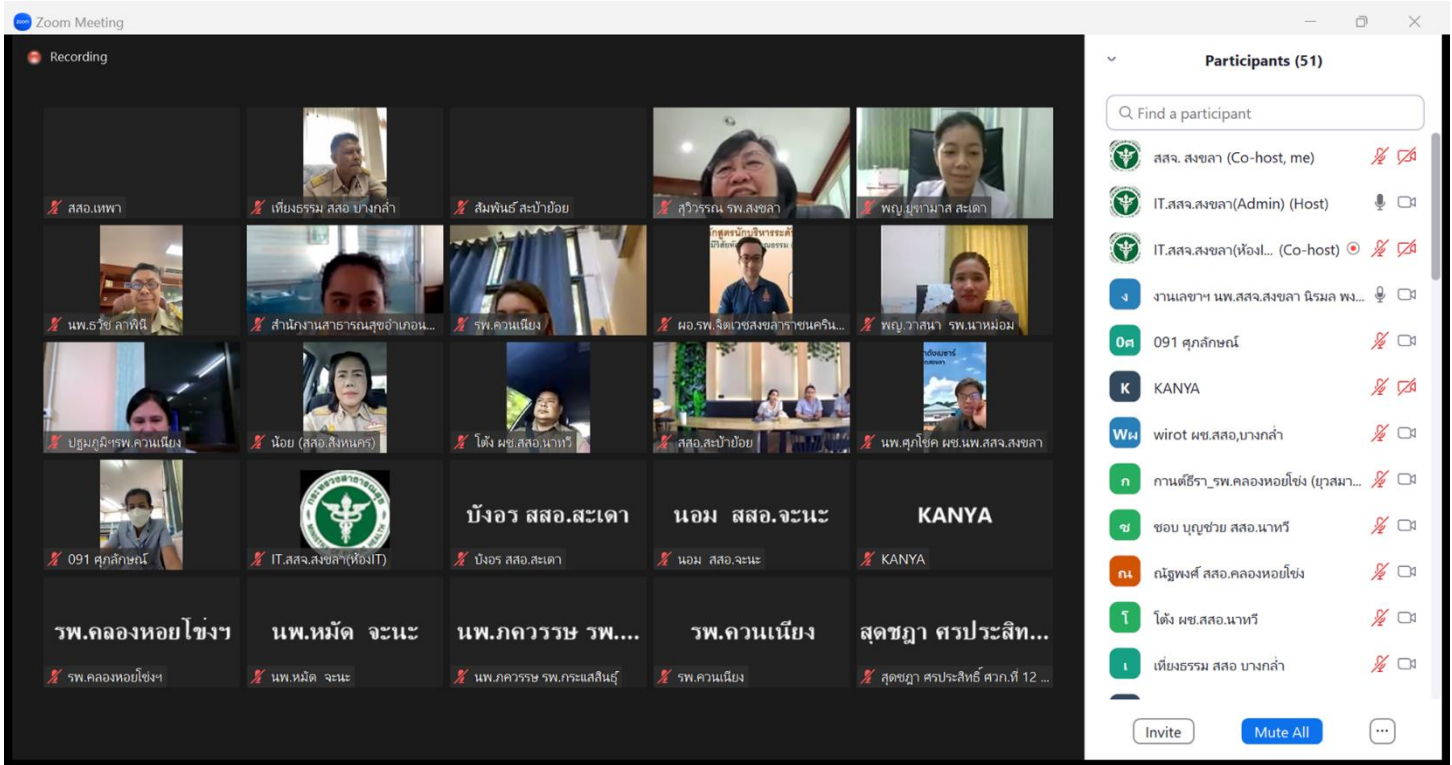 Zoom Meeting
Recording
สสอ.เทพา
เที่ยงธรรม สสอ บางกล่ำ
สัมพันธ์ สะบ้าย้อย
สุวิวรรณ รพ.สงขลา
พญ.ยุฑามาส สะเดา
นพ.ธวัช ลาพินี
สำนักงานสาธารณสุขอำเภอน...
รพ.ควนเนียง
ผอ.รพ.จิตเวชสงขลาราชนคริน...
พญ.วาสนา รพ.นาหม่อม
ปฐมภูมิฯรพ.ควนเนียง
น้อย (สสอ.สิงหนคร)
โต้ง ผช.สสอ.นาทวี
สสอ.สะบ้าย้อย
นพ.ศุภโชค ผช.นพ.สสจ.สงขลา
091 ศุภลักษณ์
IT.สสจ.สงขลา(ห้องIT)
บังอร สสอ.สะเดา
บังอร สสอ.สะเดา
นอม สสอ.จะนะ
นอม สสอ.จะนะ
KANYA
KANYA
รพ.คลองหอยโข่งฯ
รพ.คลองหอยโข่งฯ
นพ.หมัด จะนะ
นพ.หมัด จะนะ
นพ.ภควรรษ รพ....
นพ.ภควรรษ รพ.กระแสสินธุ์
รพ.ควนเนียง
รพ.ควนเนียง
สุดชฎา ศรประสิท...
สุดชฎา ศรประสิทธิ์ ศวก.ที่ 12 ...
Participants (51)
Find a participant
สสจ. สงขลา (Co-host, me)
IT.สสจ.สงขลา(Admin) (Host)
IT.สสจ.สงขลา(ห้องI... (Co-host)
ง งานเลขาฯ นพ.สสจ.สงขลา นิรมล พง...
0ศ 091 ศุภลักษณ์
K KANYA
Wผ wirot ผช.สสอ,บางกล่ำ
ก กานต์ธีรา_รพ.คลองหอยโข่ง (ยุวสมา...
ช ชอบ บุญช่วย สสอ.นาทวี
ณ ณัฐพงศ์ สสอ.คลองหอยโข่ง
โ โต้ง ผช.สสอ.นาทวี
เ เที่ยงธรรม สสอ บางกล่ำ
Invite
Mute All